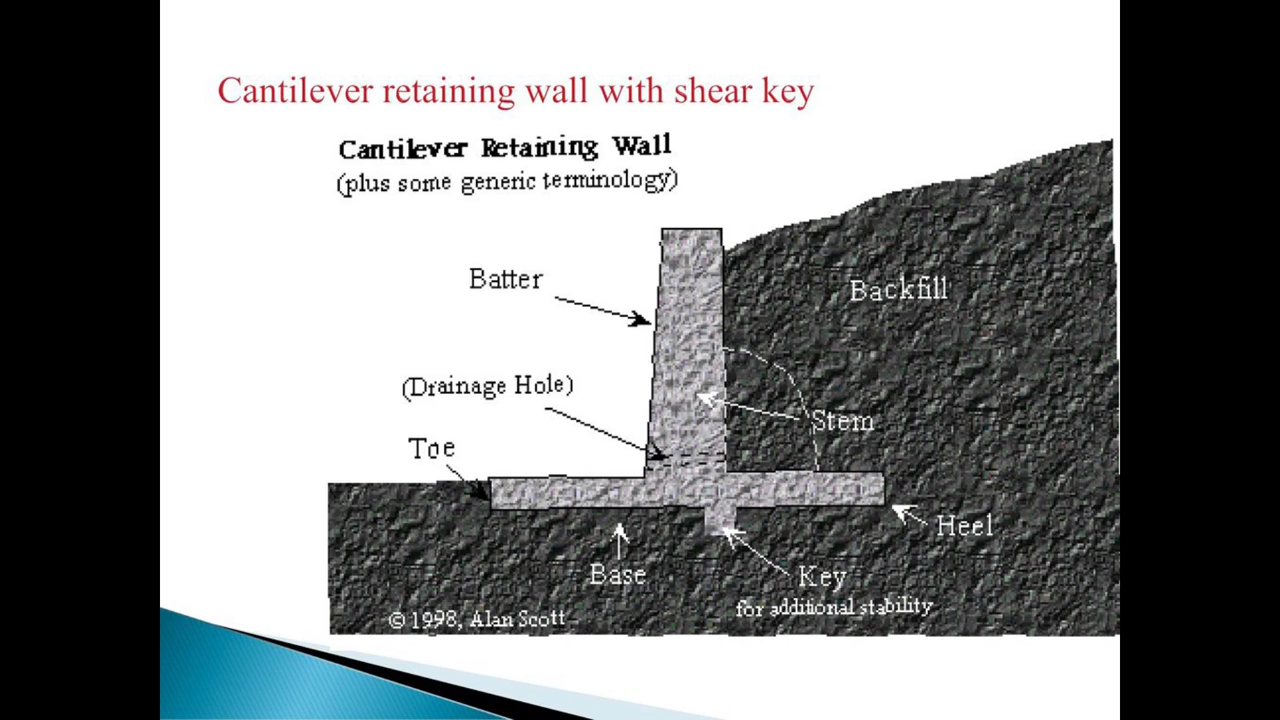 Cantilever retaining wall with shear key
Cantilever Retaining Wall
(plus some generic terminology)
Batter
Backfill
(Drainage Hole)
Stem
Toe
Heel
Base
Key
for additional stability
© 1998, Alan Scott